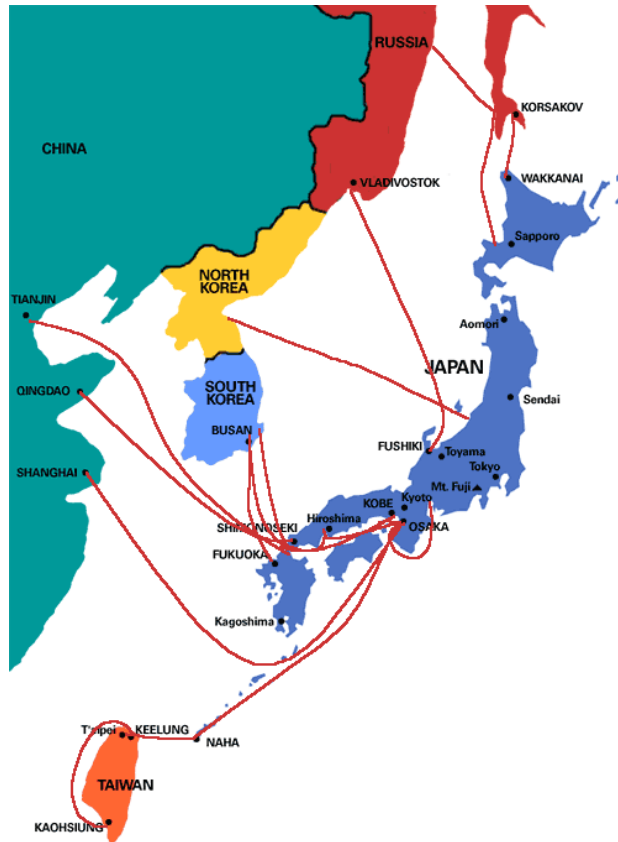 RUSSIA
KORSAKOV
CHINA
VLADIVOSTOK
WAKKANAI
Sapporo
NORTH
KOREA
TIANJIN
Aomori
JAPAN
SOUTH
KOREA
QINGDAO
Sendai
BUSAN
FUSHIKI
Toyama
SHANGHAI
Tokyo
Mt. Fuji
KOBE
Kyoto
Hiroshima
SHIMONOSEKI
OSAKA
FUKUOKA
Kagoshima
T'aipei
KEELUNG
NAHA
TAIWAN
KAOHSIUNG